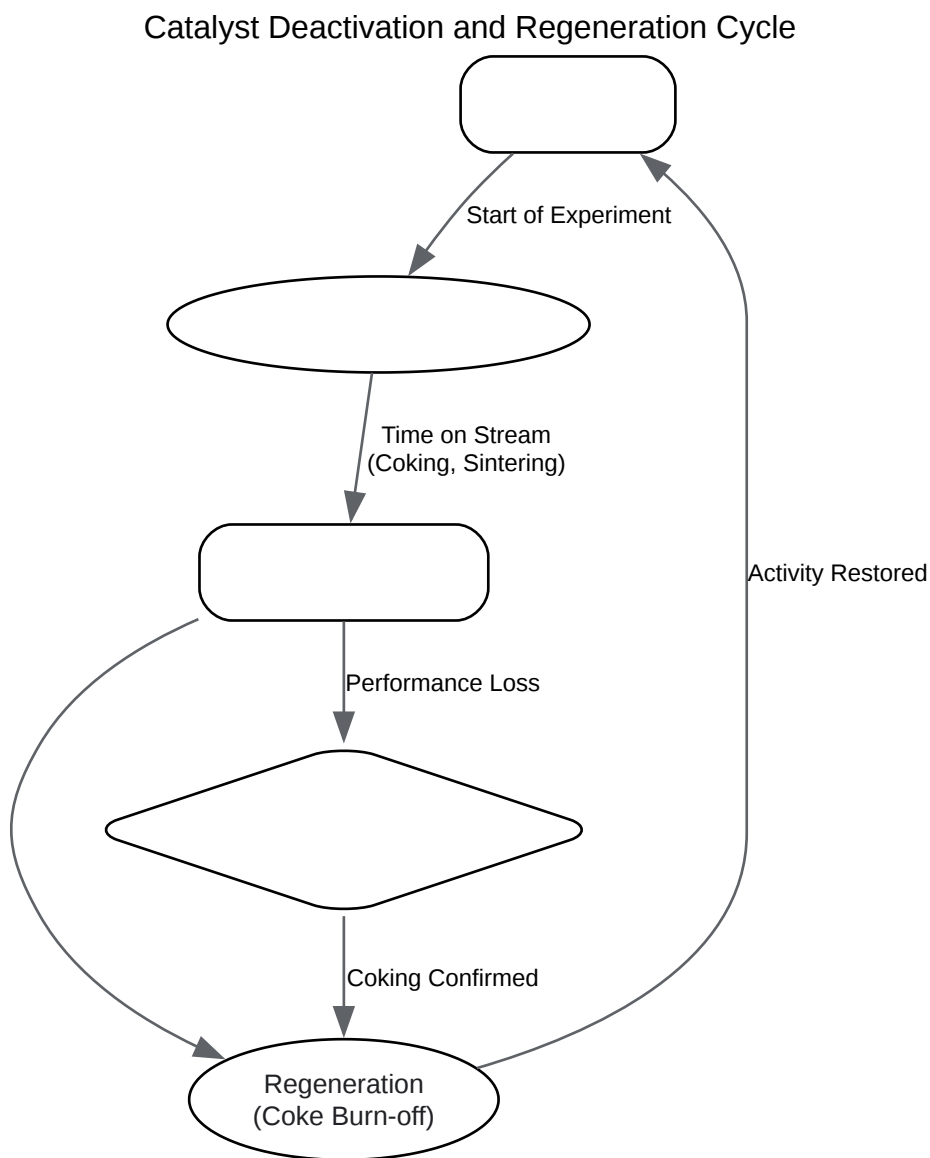 Catalyst Deactivation and Regeneration Cycle
Start of Experiment
Time on Stream
(Coking, Sintering)
Activity Restored
Performance Loss
Coking Confirmed
Regeneration
(Coke Burn-off)